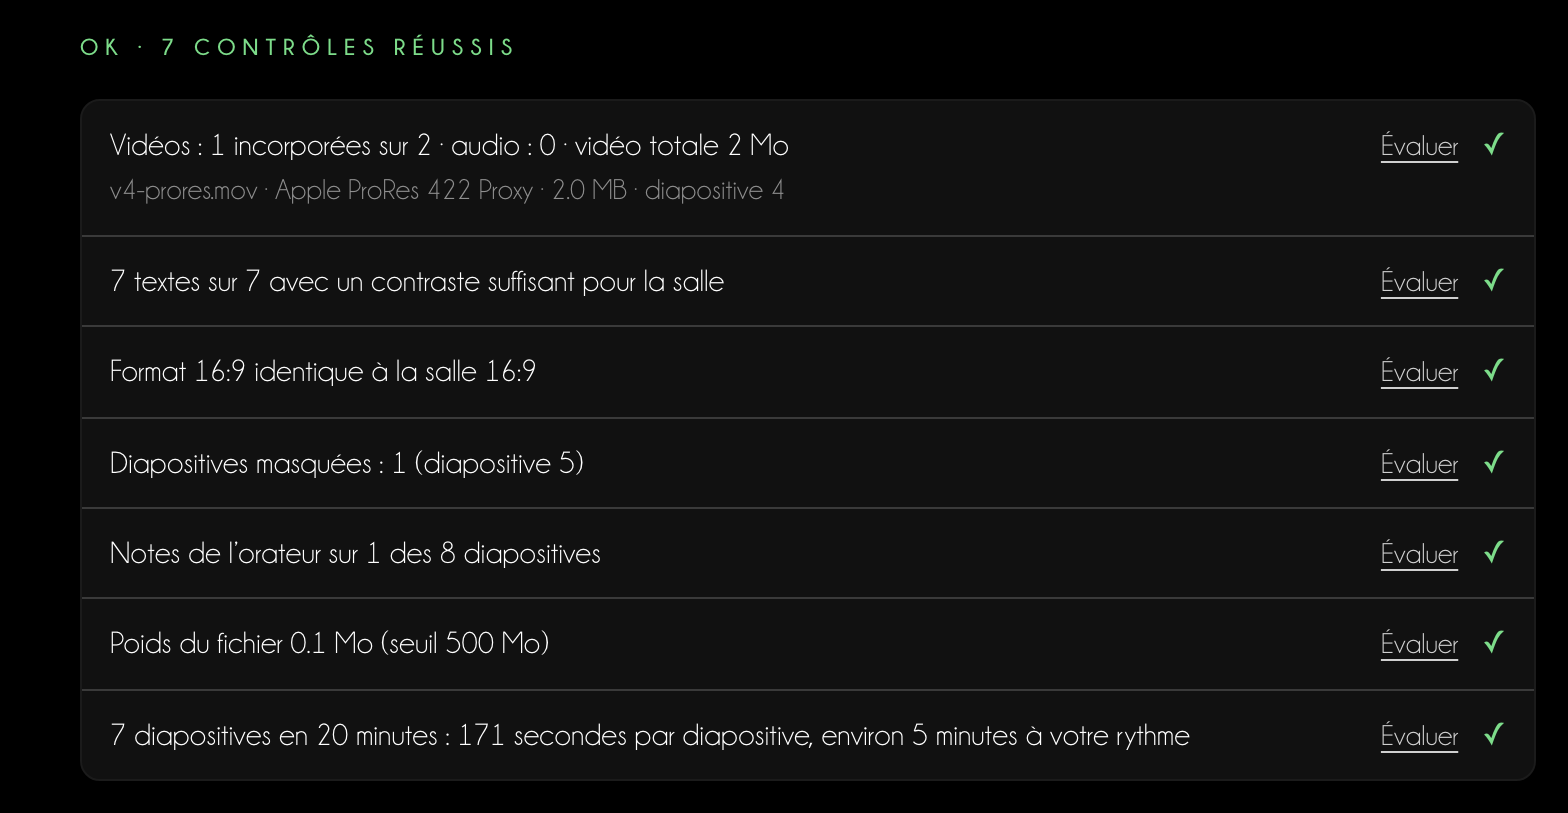 OK · 7 CONTRÔLES RÉUSSIS
Vidéos : 1 incorporées sur 2 · audio : 0 · vidéo totale 2 Mo
Évaluer ✓
v4-prores.mov · Apple ProRes 422 Proxy · 2.0 MB · diapositive 4
7 textes sur 7 avec un contraste suffisant pour la salle
Évaluer ✓
Format 16:9 identique à la salle 16:9
Évaluer ✓
Diapositives masquées : 1 (diapositive 5)
Évaluer ✓
Notes de l’orateur sur 1 des 8 diapositives
Évaluer ✓
Poids du fichier 0.1 Mo (seuil 500 Mo)
Évaluer ✓
7 diapositives en 20 minutes : 171 secondes par diapositive, environ 5 minutes à votre rythme
Évaluer ✓